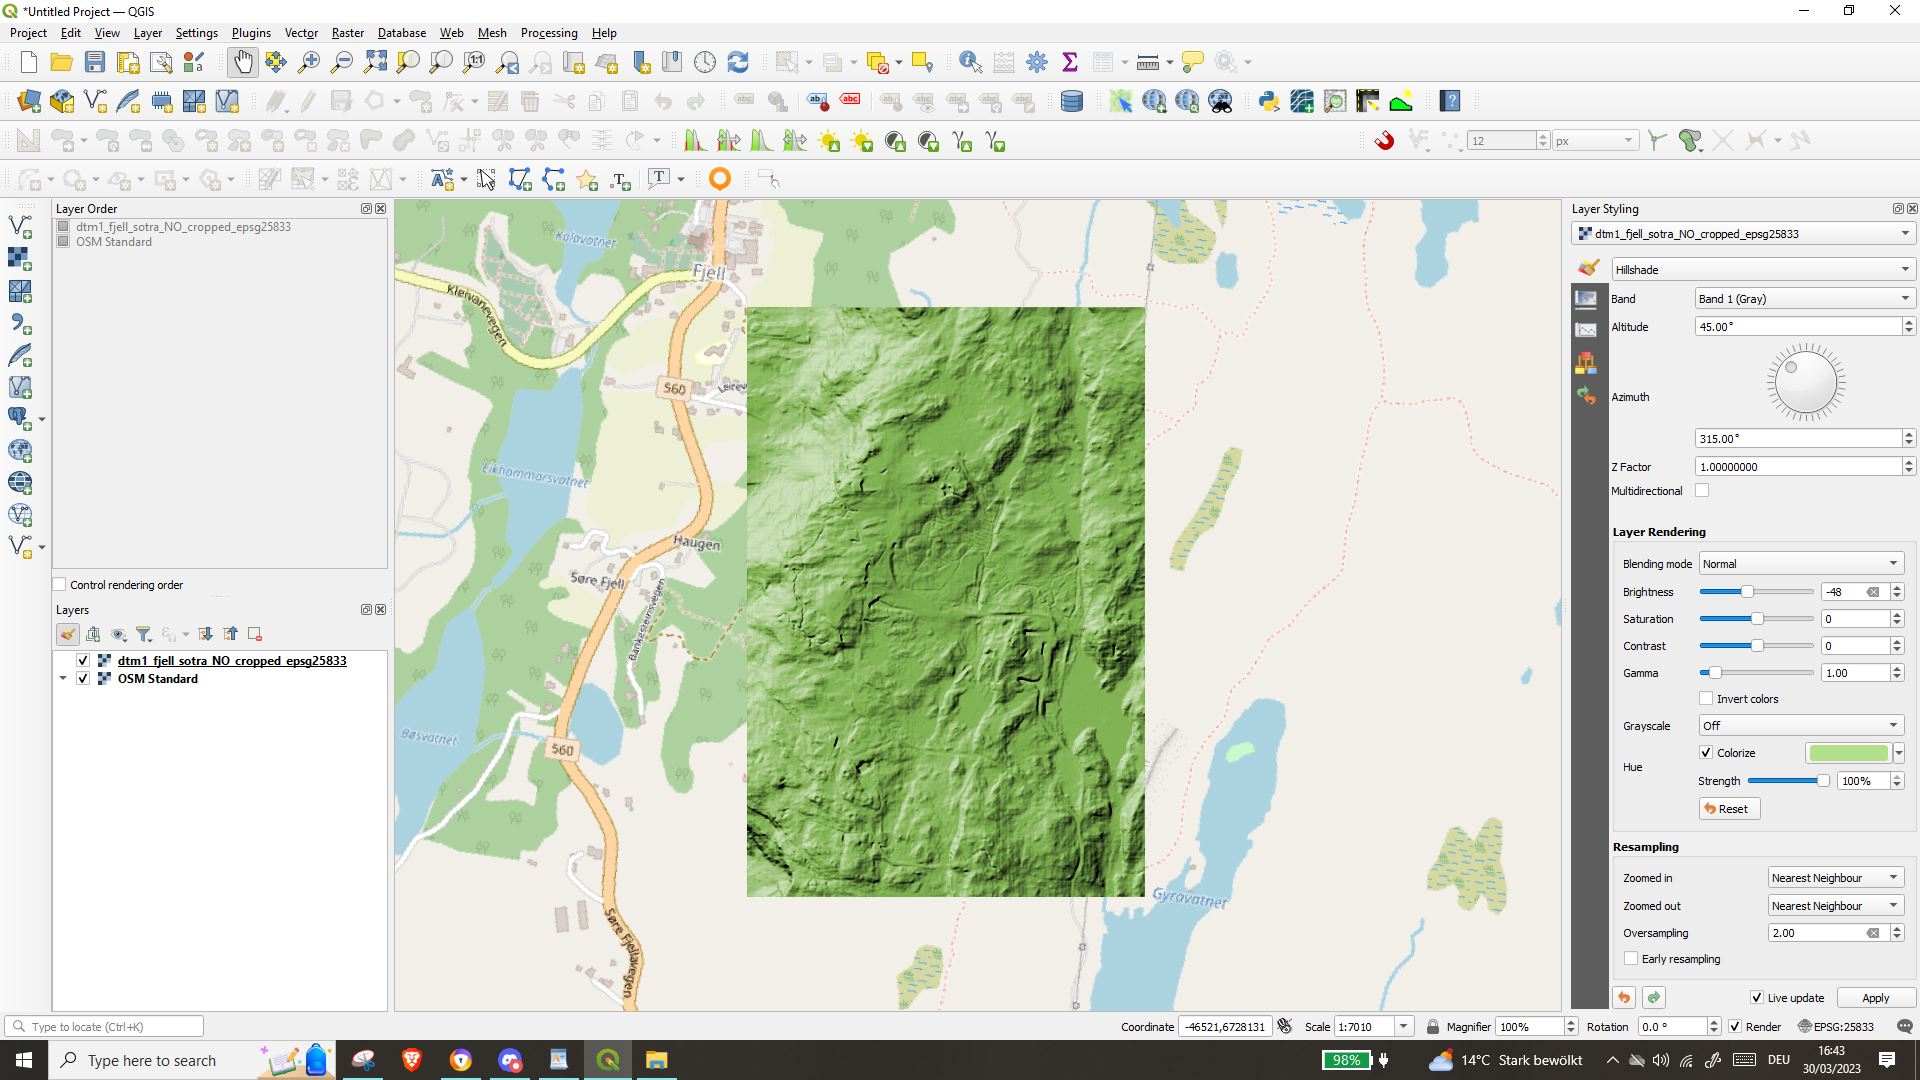 *Untitled Project — QGIS
Project Edit View Layer Settings Plugins Vector Raster Database Web Mesh Processing Help
12 px
Layer Order
dtm1_fjell_sotra_NO_cropped_epsg25833
OSM Standard
Control rendering order
Layers
dtm1_fjell_sotra_NO_cropped_epsg25833
OSM Standard
Kolavatnet
Fjell
Kleivanevegen
560
Eikhammarsvatnet
Haugen
Søre Fjell
Bankesteinsvegen
Bøsvatnet
560
Søre Fjellavegen
Gyravatnet
Layer Styling
dtm1_fjell_sotra_NO_cropped_epsg25833
Hillshade
Band Band 1 (Gray)
Altitude 45.00°
Azimuth
315.00°
Z Factor 1.00000000
Multidirectional
Layer Rendering
Blending mode Normal
Brightness -48
Saturation 0
Contrast 0
Gamma 1.00
Invert colors
Grayscale Off
Colorize
Hue
Strength 100%
Reset
Resampling
Zoomed in Nearest Neighbour
Zoomed out Nearest Neighbour
Oversampling 2.00
Early resampling
Live update Apply
Type to locate (Ctrl+K) Coordinate -46521,6728131 Scale 1:7010 Magnifier 100% Rotation 0.0 ° Render EPSG:25833
Type here to search 98% 14°C Stark bewölkt DEU 16:43
30/03/2023